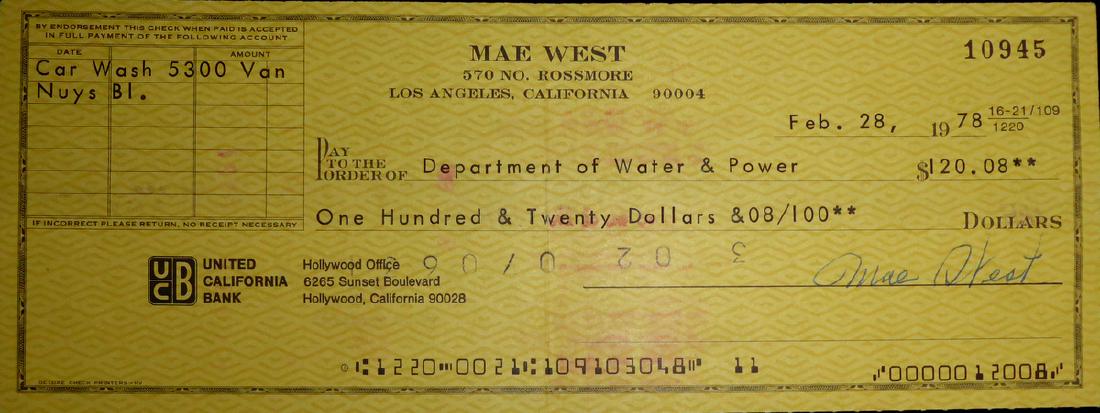 BY ENDORSEMENT THIS CHECK WHEN PAID IS ACCEPTED
IN FULL PAYMENT OF THE FOLLOWING ACCOUNT
DATE AMOUNT
Car Wash 5300 Van
Nuys Bl.
IF INCORRECT PLEASE RETURN, NO RECEIPT NECESSARY
MAE WEST
570 NO. ROSSMORE
LOS ANGELES, CALIFORNIA 90004
10945
Feb. 28, 1978
16-21/109
1220
PAY
TO THE
ORDER OF Department of Water & Power $120.08**
One Hundred & Twenty Dollars &08/100** DOLLARS
UCB
UNITED
CALIFORNIA
BANK
Hollywood Office
6265 Sunset Boulevard
Hollywood, California 90028
Mae West
⑆1220⑉0021⑆109103048⑈ 11 ⑈0000012008⑈
DELUXE CHECK PRINTERS